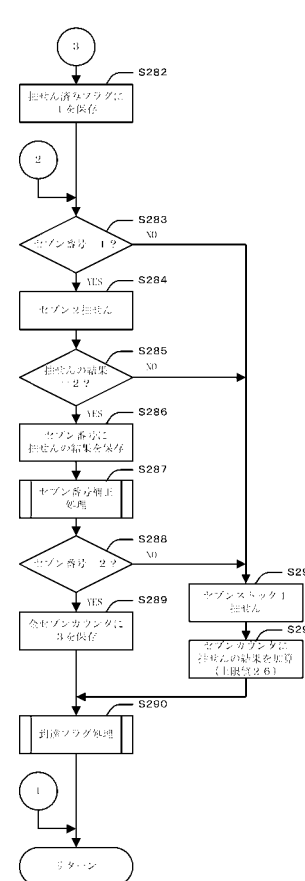 3
S282
抽せん済みフラグに
1を保存
2
S283
セブン番号=1?
NO
YES
S284
セブン2抽せん
S285
抽せんの結果
=2?
NO
YES
S286
セブン番号に
抽せんの結果を保存
S287
セブン番号補正
処理
S288
セブン番号=2?
NO
YES
S289
全セブンカウンタに
3を保存
S29
セブンストック1
抽せん
S29
セブンカウンタに
抽せんの結果を加算
(上限値26)
S290
到達フラグ処理
1
リターン